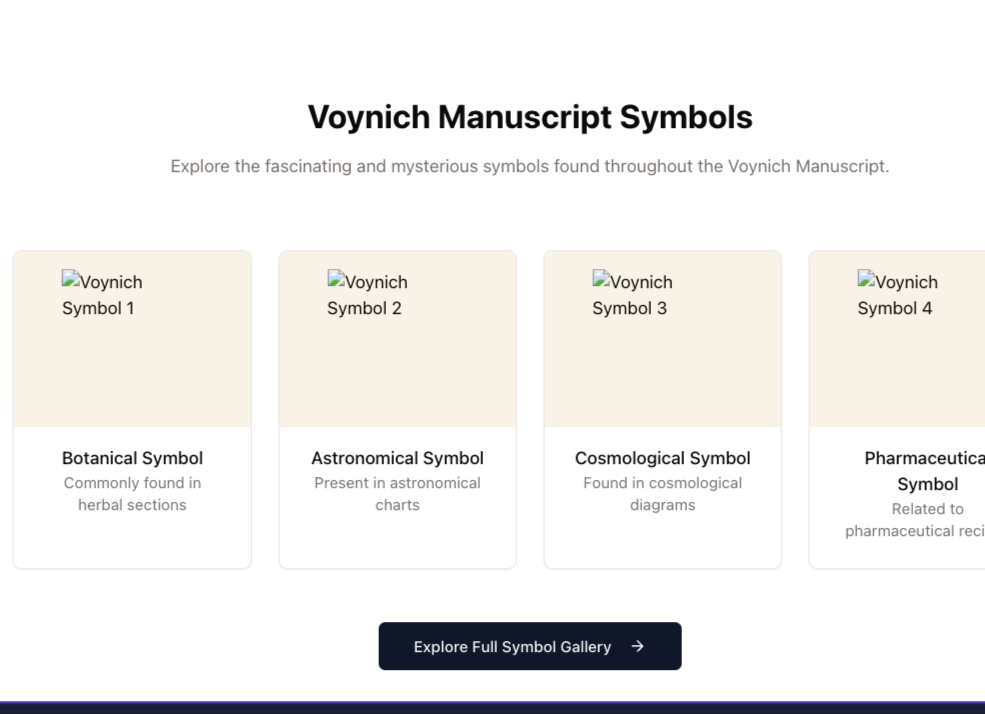 Voynich Manuscript Symbols
Explore the fascinating and mysterious symbols found throughout the Voynich Manuscript.
Voynich
Symbol 1
Voynich
Symbol 2
Voynich
Symbol 3
Voynich
Symbol 4
Botanical Symbol
Commonly found in
herbal sections
Astronomical Symbol
Present in astronomical
charts
Cosmological Symbol
Found in cosmological
diagrams
Pharmaceutica
Symbol
Related to
pharmaceutical reci
Explore Full Symbol Gallery →